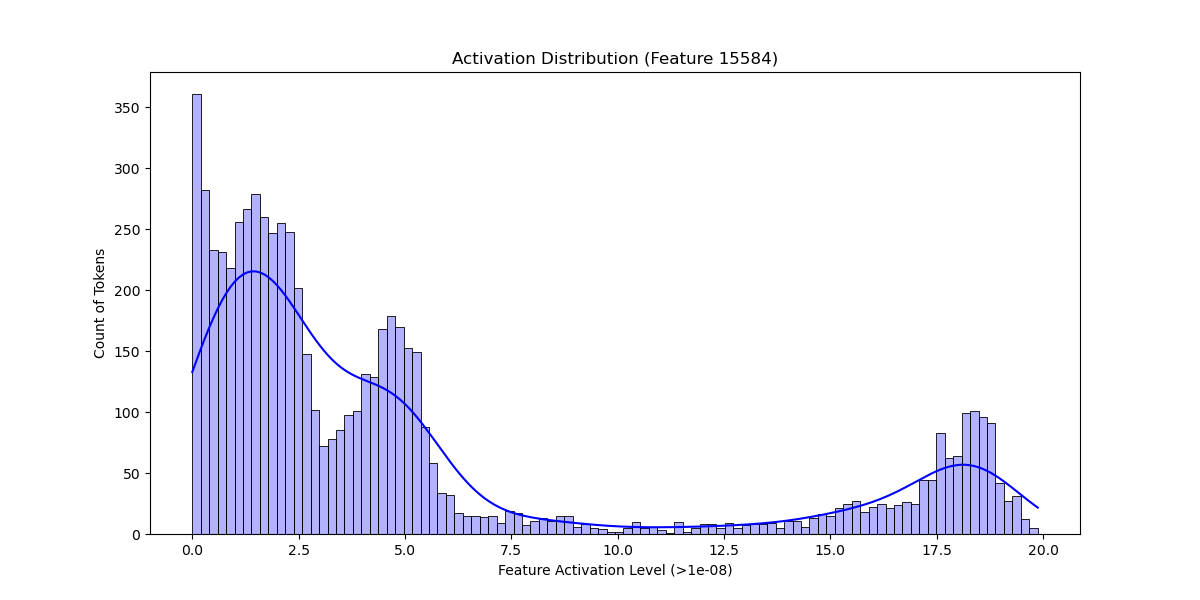 Activation Distribution (Feature 15584)
Count of Tokens
350
300
250
200
150
100
50
0
0.0 2.5 5.0 7.5 10.0 12.5 15.0 17.5 20.0
Feature Activation Level (>1e-08)